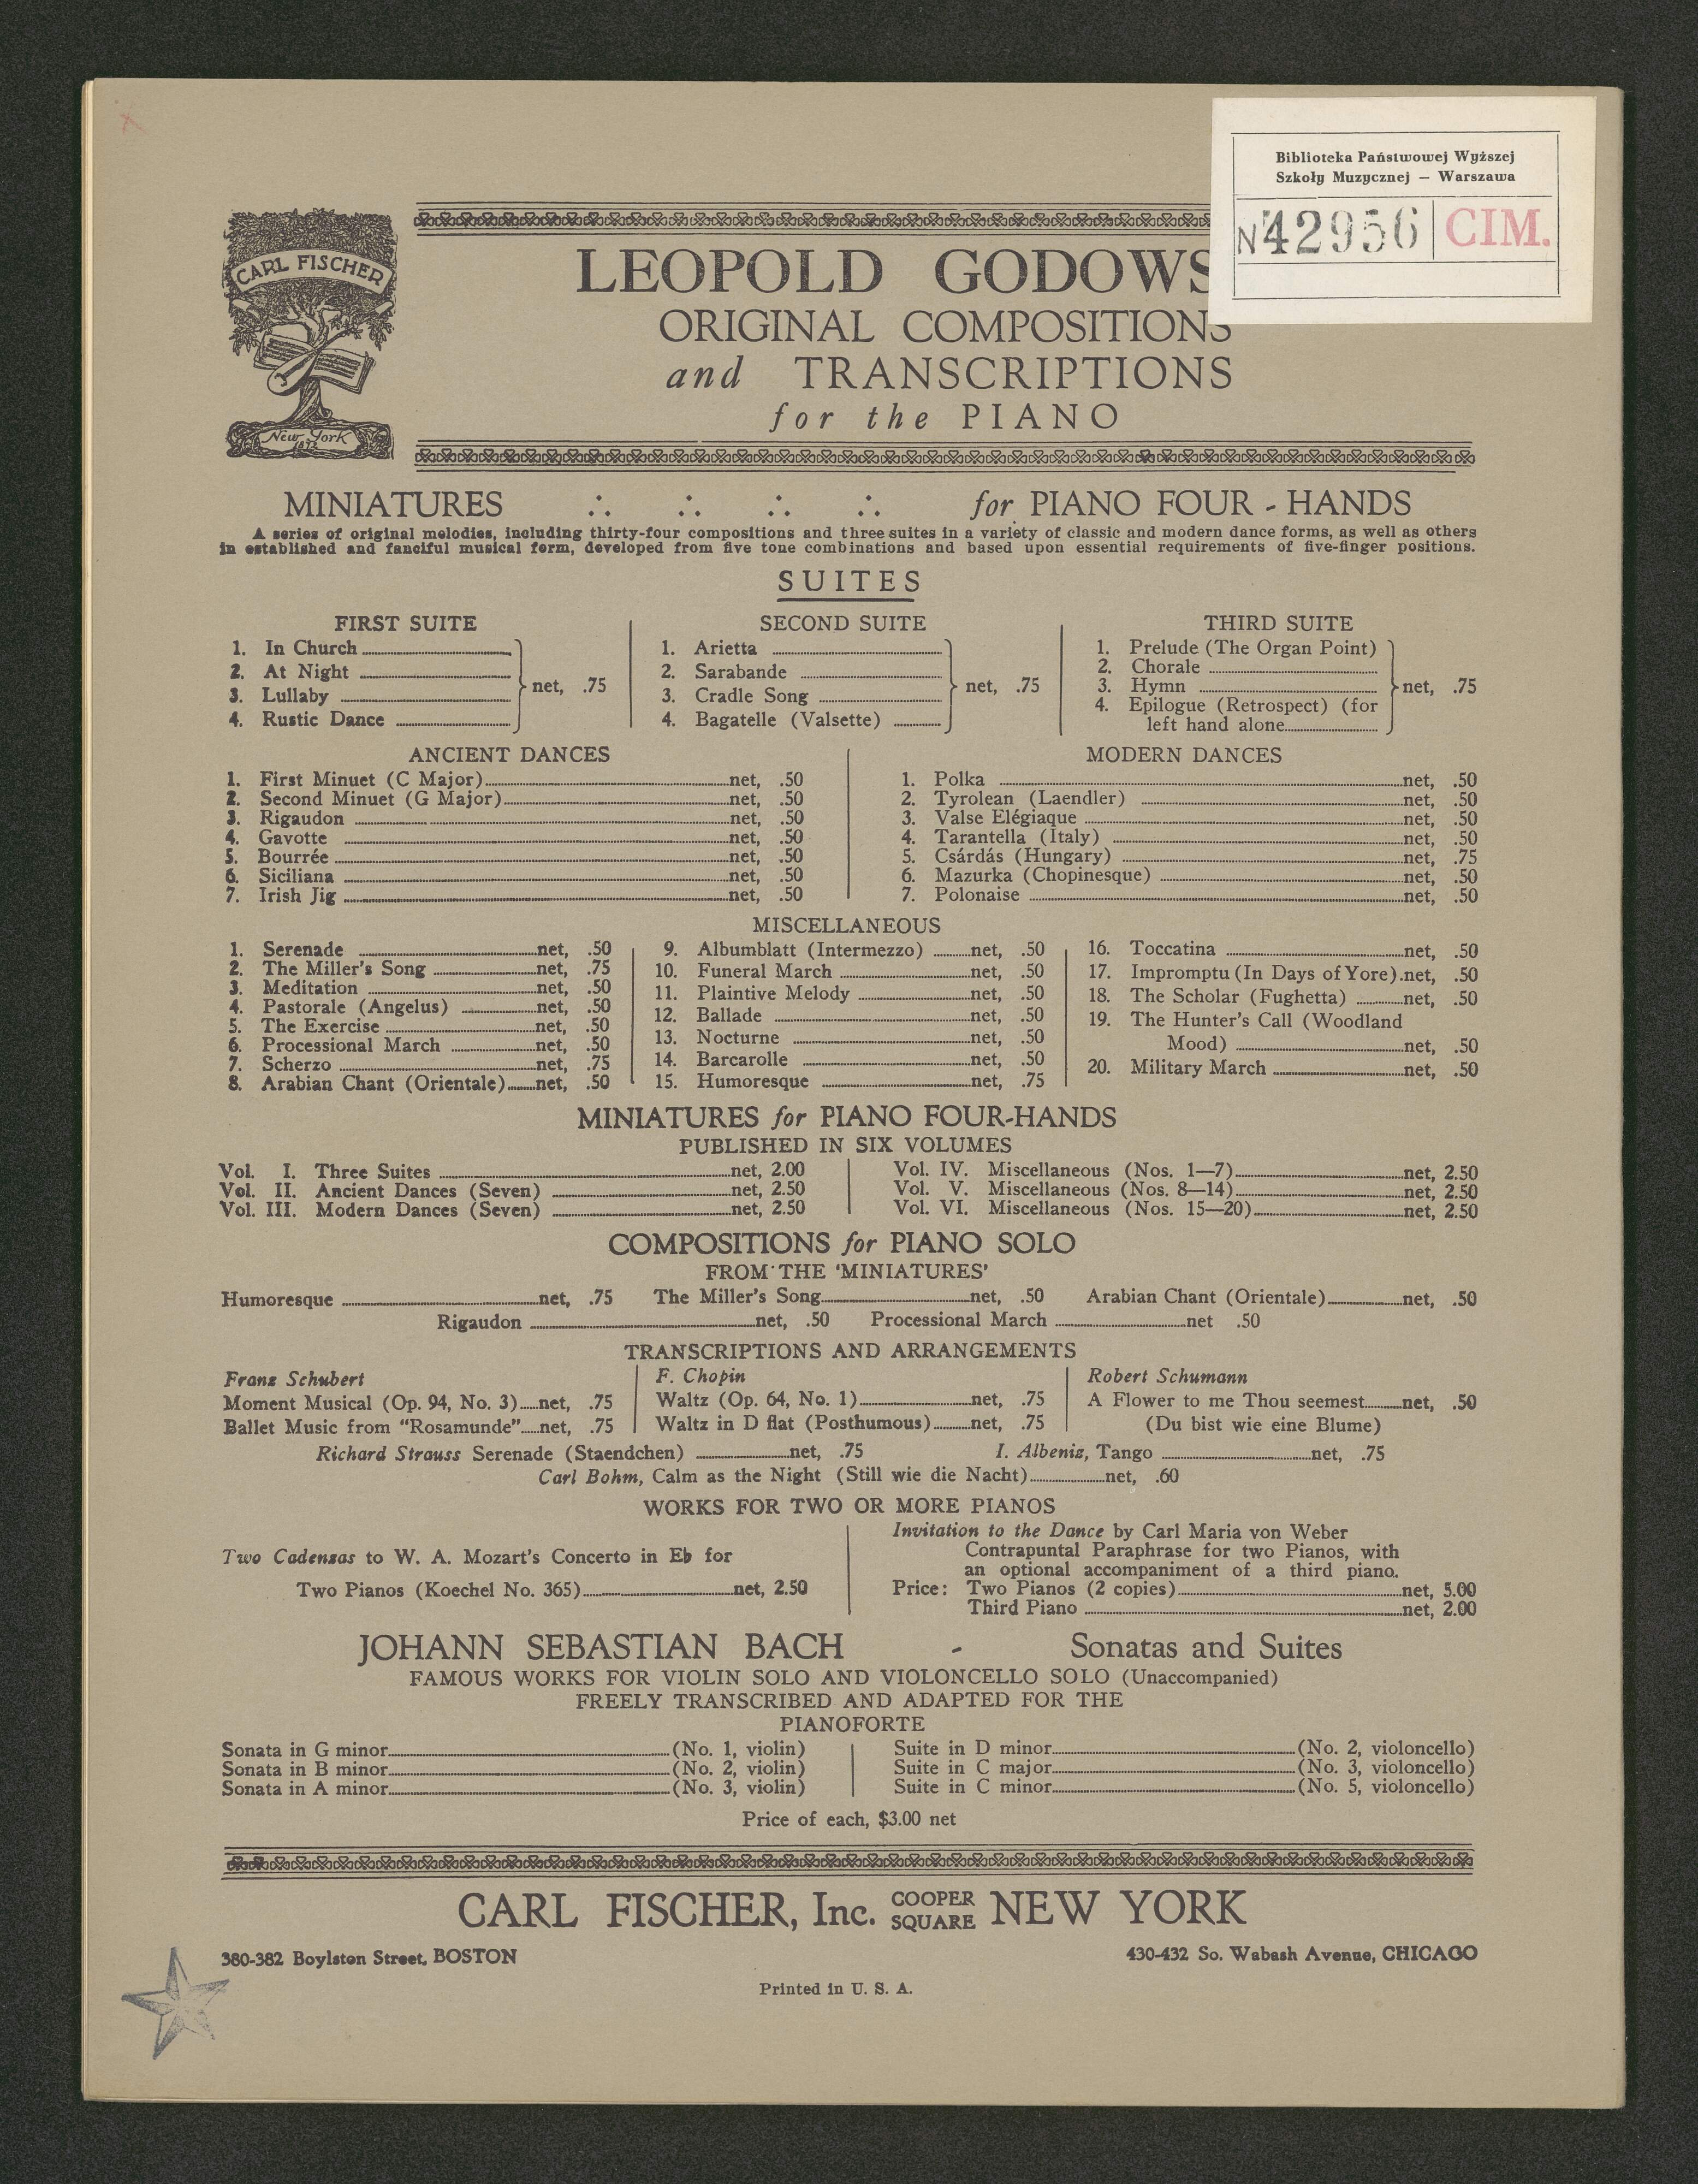 Biblioteka Państwowej Wyższej
Szkoły Muzycznej — Warszawa
Nr 42956 CIM.
CARL FISCHER
New York
1872
LEOPOLD GODOWS
ORIGINAL COMPOSITIONS
and TRANSCRIPTIONS
for the PIANO
MINIATURES ∴ ∴ ∴ ∴ for PIANO FOUR - HANDS
A series of original melodies, including thirty-four compositions and three suites in a variety of classic and modern dance forms, as well as others
in established and fanciful musical form, developed from five tone combinations and based upon essential requirements of five-finger positions.
SUITES
FIRST SUITE
1. In Church
2. At Night
3. Lullaby
4. Rustic Dance
net, .75
SECOND SUITE
1. Arietta
2. Sarabande
3. Cradle Song
4. Bagatelle (Valsette)
net, .75
THIRD SUITE
1. Prelude (The Organ Point)
2. Chorale
3. Hymn
4. Epilogue (Retrospect) (for
left hand alone
net, .75
ANCIENT DANCES
1. First Minuet (C Major) net, .50
2. Second Minuet (G Major) net, .50
3. Rigaudon net, .50
4. Gavotte net, .50
5. Bourrée net, .50
6. Siciliana net, .50
7. Irish Jig net, .50
MODERN DANCES
1. Polka net, .50
2. Tyrolean (Laendler) net, .50
3. Valse Elégiaque net, .50
4. Tarantella (Italy) net, .50
5. Csárdás (Hungary) net, .75
6. Mazurka (Chopinesque) net, .50
7. Polonaise net, .50
MISCELLANEOUS
1. Serenade net, .50
2. The Miller's Song net, .75
3. Meditation net, .50
4. Pastorale (Angelus) net, .50
5. The Exercise net, .50
6. Processional March net, .50
7. Scherzo net, .75
8. Arabian Chant (Orientale) net, .50
9. Albumblatt (Intermezzo) net, .50
10. Funeral March net, .50
11. Plaintive Melody net, .50
12. Ballade net, .50
13. Nocturne net, .50
14. Barcarolle net, .50
15. Humoresque net, .75
16. Toccatina net, .50
17. Impromptu (In Days of Yore). net, .50
18. The Scholar (Fughetta) net, .50
19. The Hunter's Call (Woodland
Mood) net, .50
20. Military March net, .50
MINIATURES for PIANO FOUR-HANDS
PUBLISHED IN SIX VOLUMES
Vol. I. Three Suites net, 2.00
Vol. II. Ancient Dances (Seven) net, 2.50
Vol. III. Modern Dances (Seven) net, 2.50
Vol. IV. Miscellaneous (Nos. 1—7) net, 2.50
Vol. V. Miscellaneous (Nos. 8—14) net, 2.50
Vol. VI. Miscellaneous (Nos. 15—20) net, 2.50
COMPOSITIONS for PIANO SOLO
FROM THE 'MINIATURES'
Humoresque net, .75 The Miller's Song net, .50 Arabian Chant (Orientale) net, .50
Rigaudon net, .50 Processional March net .50
TRANSCRIPTIONS AND ARRANGEMENTS
Franz Schubert
Moment Musical (Op. 94, No. 3) net, .75
Ballet Music from “Rosamunde” net, .75
F. Chopin
Waltz (Op. 64, No. 1) net, .75
Waltz in D flat (Posthumous) net, .75
Robert Schumann
A Flower to me Thou seemest net, .50
(Du bist wie eine Blume)
Richard Strauss Serenade (Staendchen) net, .75 I. Albeniz, Tango net, .75
Carl Bohm, Calm as the Night (Still wie die Nacht) net, .60
WORKS FOR TWO OR MORE PIANOS
Two Cadenzas to W. A. Mozart's Concerto in E♭ for
Two Pianos (Koechel No. 365) net, 2.50
Invitation to the Dance by Carl Maria von Weber
Contrapuntal Paraphrase for two Pianos, with
an optional accompaniment of a third piano.
Price: Two Pianos (2 copies) net, 5.00
Third Piano net, 2.00
JOHANN SEBASTIAN BACH - Sonatas and Suites
FAMOUS WORKS FOR VIOLIN SOLO AND VIOLONCELLO SOLO (Unaccompanied)
FREELY TRANSCRIBED AND ADAPTED FOR THE
PIANOFORTE
Sonata in G minor (No. 1, violin)
Sonata in B minor (No. 2, violin)
Sonata in A minor (No. 3, violin)
Suite in D minor (No. 2, violoncello)
Suite in C major (No. 3, violoncello)
Suite in C minor (No. 5, violoncello)
Price of each, $3.00 net
CARL FISCHER, Inc. COOPER SQUARE NEW YORK
380-382 Boylston Street, BOSTON 430-432 So. Wabash Avenue, CHICAGO
Printed in U. S. A.